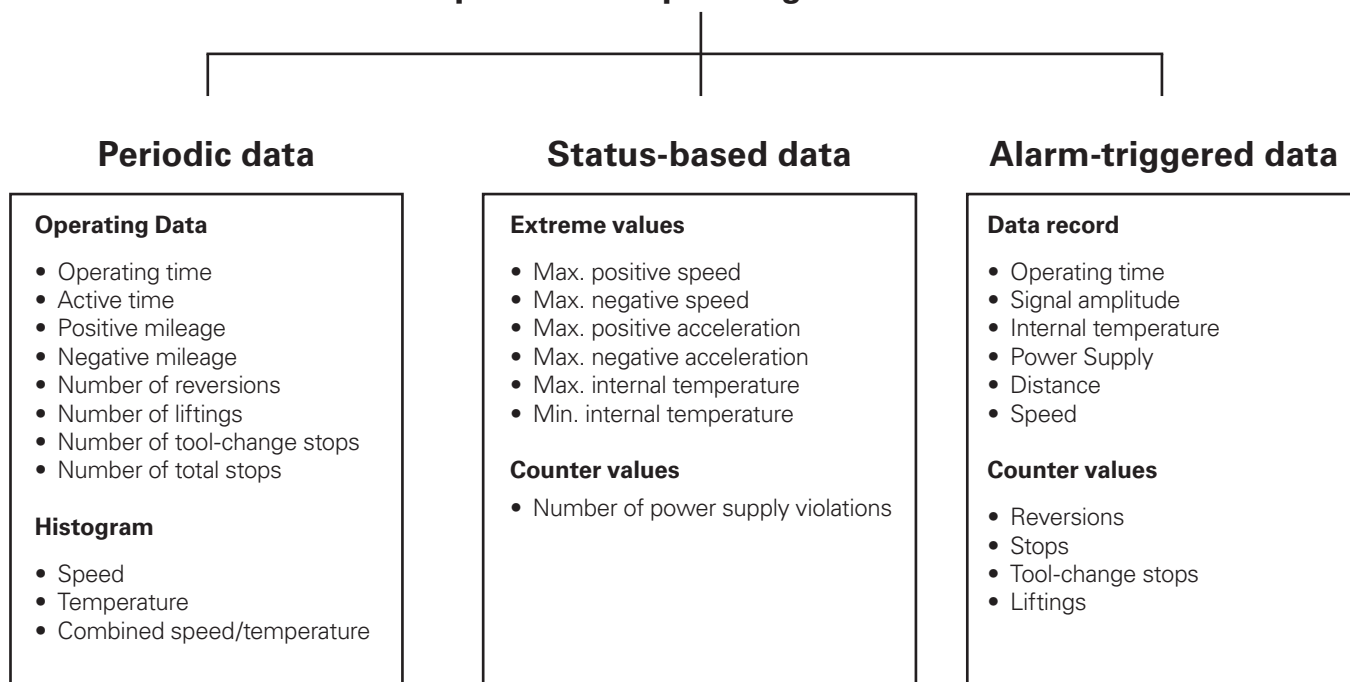 Periodic data
Operating Data
• Operating time
• Active time
• Positive mileage
• Negative mileage
• Number of reversions
• Number of liftings
• Number of tool-change stops
• Number of total stops
Histogram
• Speed
• Temperature
• Combined speed/temperature
Status-based data
Extreme values
• Max. positive speed
• Max. negative speed
• Max. positive acceleration
• Max. negative acceleration
• Max. internal temperature
• Min. internal temperature
Counter values
• Number of power supply violations
Alarm-triggered data
Data record
• Operating time
• Signal amplitude
• Internal temperature
• Power Supply
• Distance
• Speed
Counter values
• Reversions
• Stops
• Tool-change stops
• Liftings